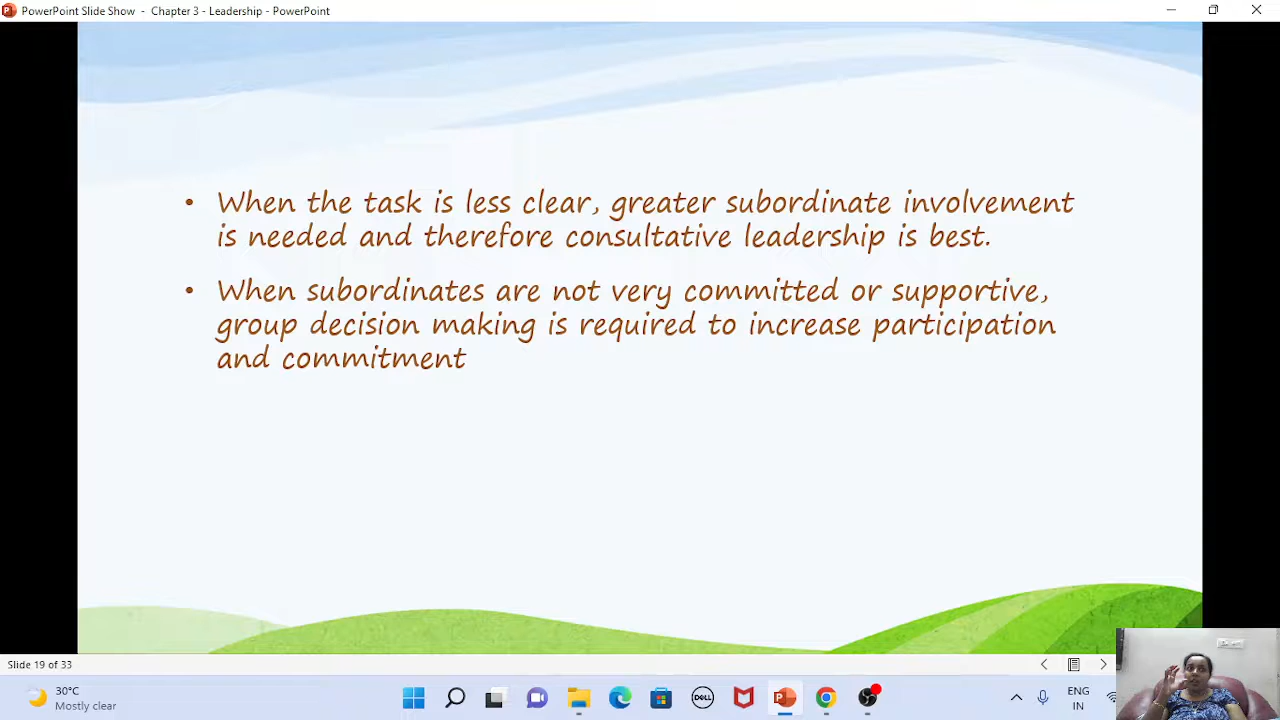 PowerPoint Slide Show - Chapter 3 - Leadership - PowerPoint
• When the task is less clear, greater subordinate involvement
is needed and therefore consultative leadership is best.
• When subordinates are not very committed or supportive,
group decision making is required to increase participation
and commitment
Slide 19 of 33
30°C
Mostly clear
DELL
ENG
IN